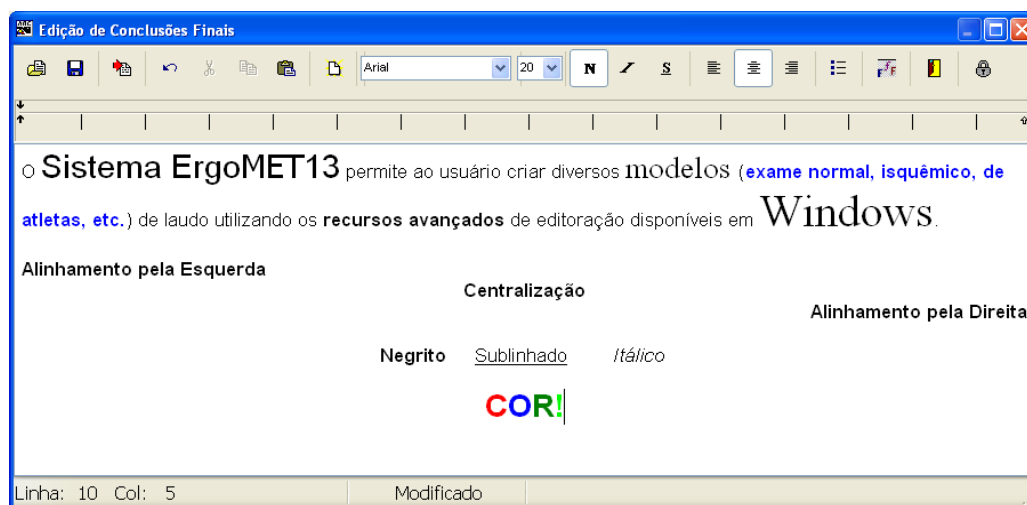 Edição de Conclusões Finais
Arial 20 N I S
O Sistema ErgoMET13 permite ao usuário criar diversos modelos (exame normal, isquêmico, de
atletas, etc.) de laudo utilizando os recursos avançados de editoração disponíveis em Windows.
Alinhamento pela Esquerda
Centralização
Alinhamento pela Direita
Negrito Sublinhado Itálico
COR!
Linha: 10 Col: 5 Modificado